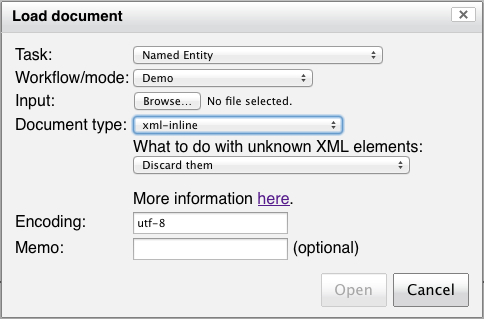 Load document
Task: Named Entity
Workflow/mode: Demo
Input: Browse... No file selected.
Document type: xml-inline
What to do with unknown XML elements:
Discard them
More information here.
Encoding: utf-8
Memo: (optional)
Open Cancel